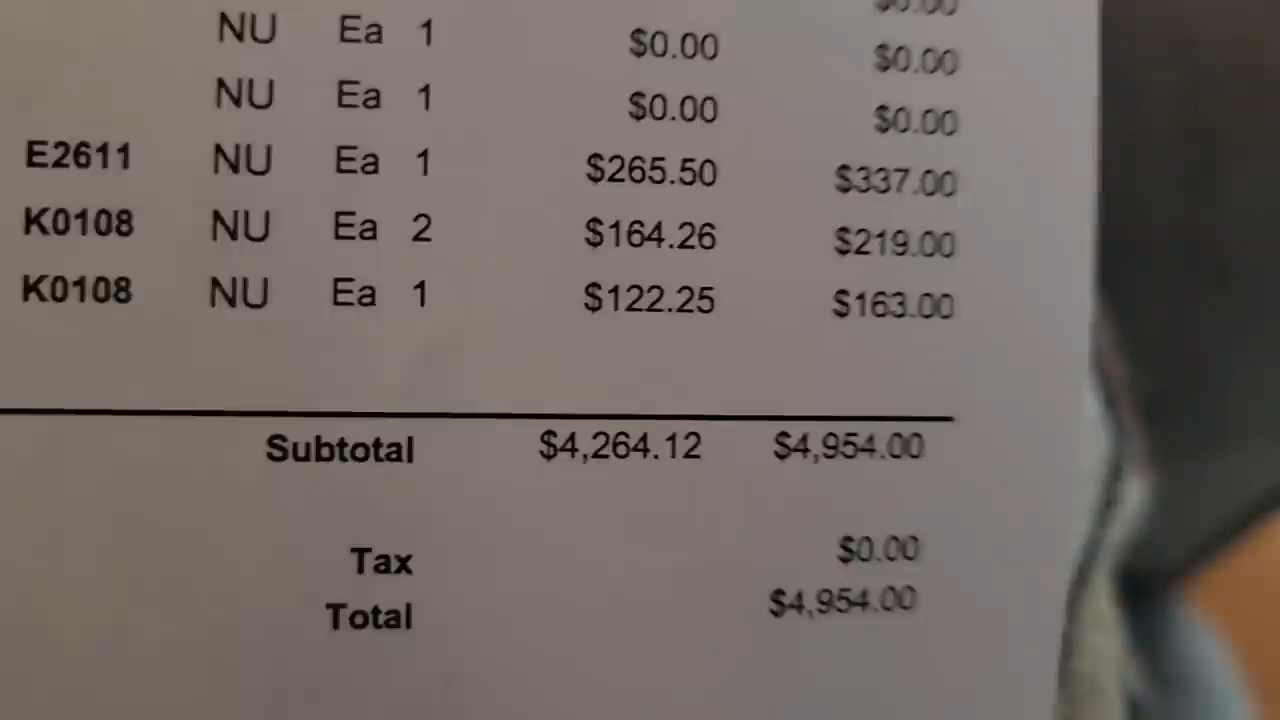 $0.00
NU Ea 1 $0.00 $0.00
NU Ea 1 $0.00 $0.00
E2611 NU Ea 1 $265.50 $337.00
K0108 NU Ea 2 $164.26 $219.00
K0108 NU Ea 1 $122.25 $163.00
Subtotal $4,264.12 $4,954.00
Tax $0.00
Total $4,954.00